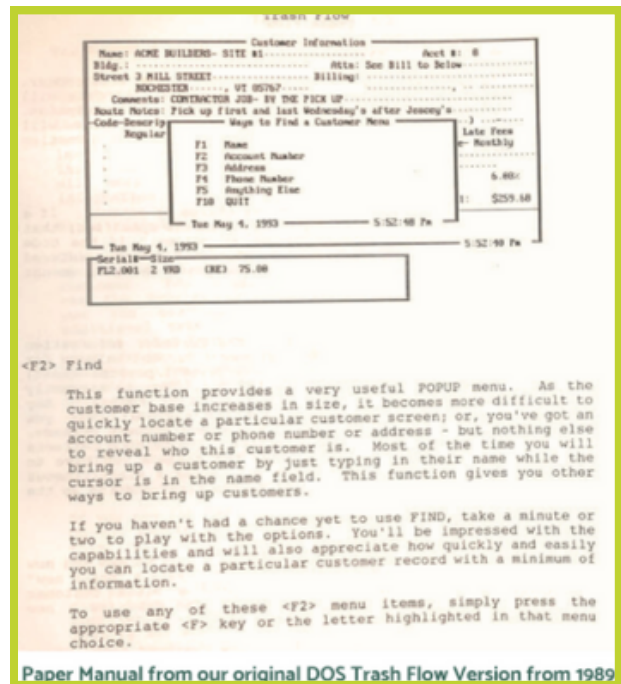 Trash Flow
Customer Information
Name: ACME BUILDERS- SITE #1 Acct #: 0
Bldg.: Attn: See Bill to Below
Street 3 MILL STREET Billing:
ROCHESTER , VT 05767
Comments: CONTRACTOR JOB- BY THE PICK UP
Route Notes: Pick up first and last Wednesday's after
Code-Descrip Ways to Find a Customer Menu Late Fees
Regular e- Monthly
F1 Name
F2 Account Number
F3 Address
F4 Phone Number 6.00%
F5 Anything Else
F10 QUIT $259.60
Tue May 4, 1993 5:52:40 Pm
Tue May 4, 1993 5:52:40 Pm
Serial#-Size
FL2.001 2 YRD (RE) 75.00
<F2> Find
This function provides a very useful POPUP menu. As the
customer base increases in size, it becomes more difficult to
quickly locate a particular customer screen; or, you've got an
account number or phone number or address - but nothing else
to reveal who this customer is. Most of the time you will
bring up a customer by just typing in their name while the
cursor is in the name field. This function gives you other
ways to bring up customers.
If you haven't had a chance yet to use FIND, take a minute or
two to play with the options. You'll be impressed with the
capabilities and will also appreciate how quickly and easily
you can locate a particular customer record with a minimum of
information.
To use any of these <F2> menu items, simply press the
appropriate <F> key or the letter highlighted in that menu
choice.
Paper Manual from our original DOS Trash Flow Version from 1989